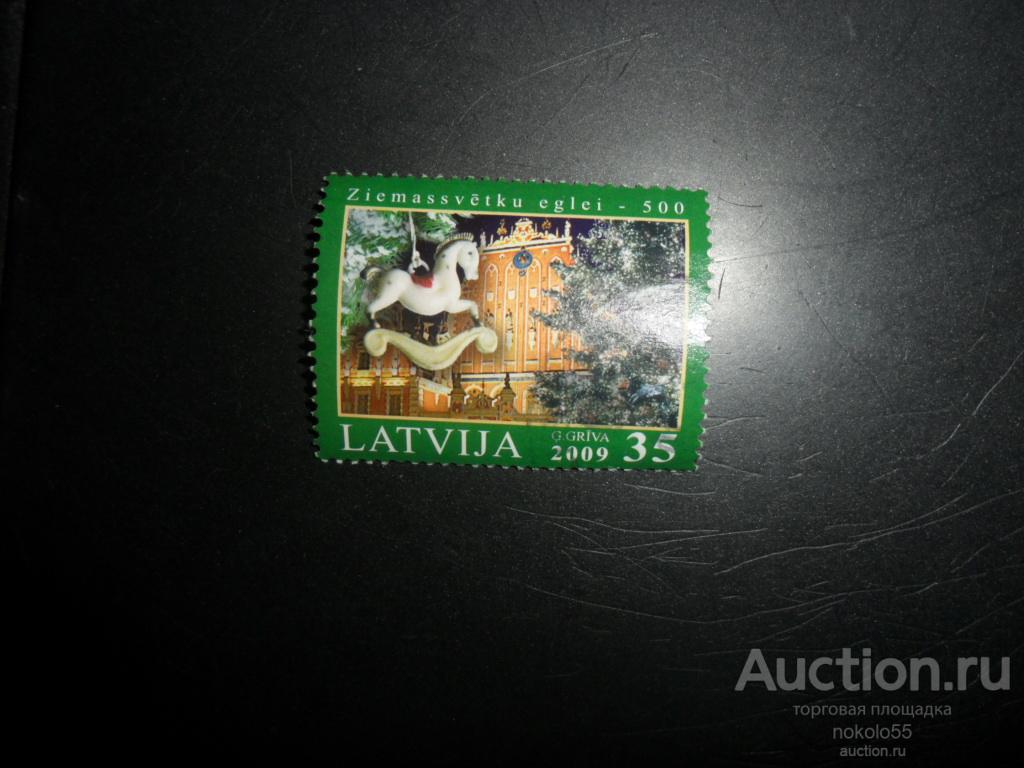 Ziemassvētku eglei - 500
LATVIJA
Ģ.GRĪVA
2009
35
Auction.ru
торговая площадка
nokolo55
auction.ru